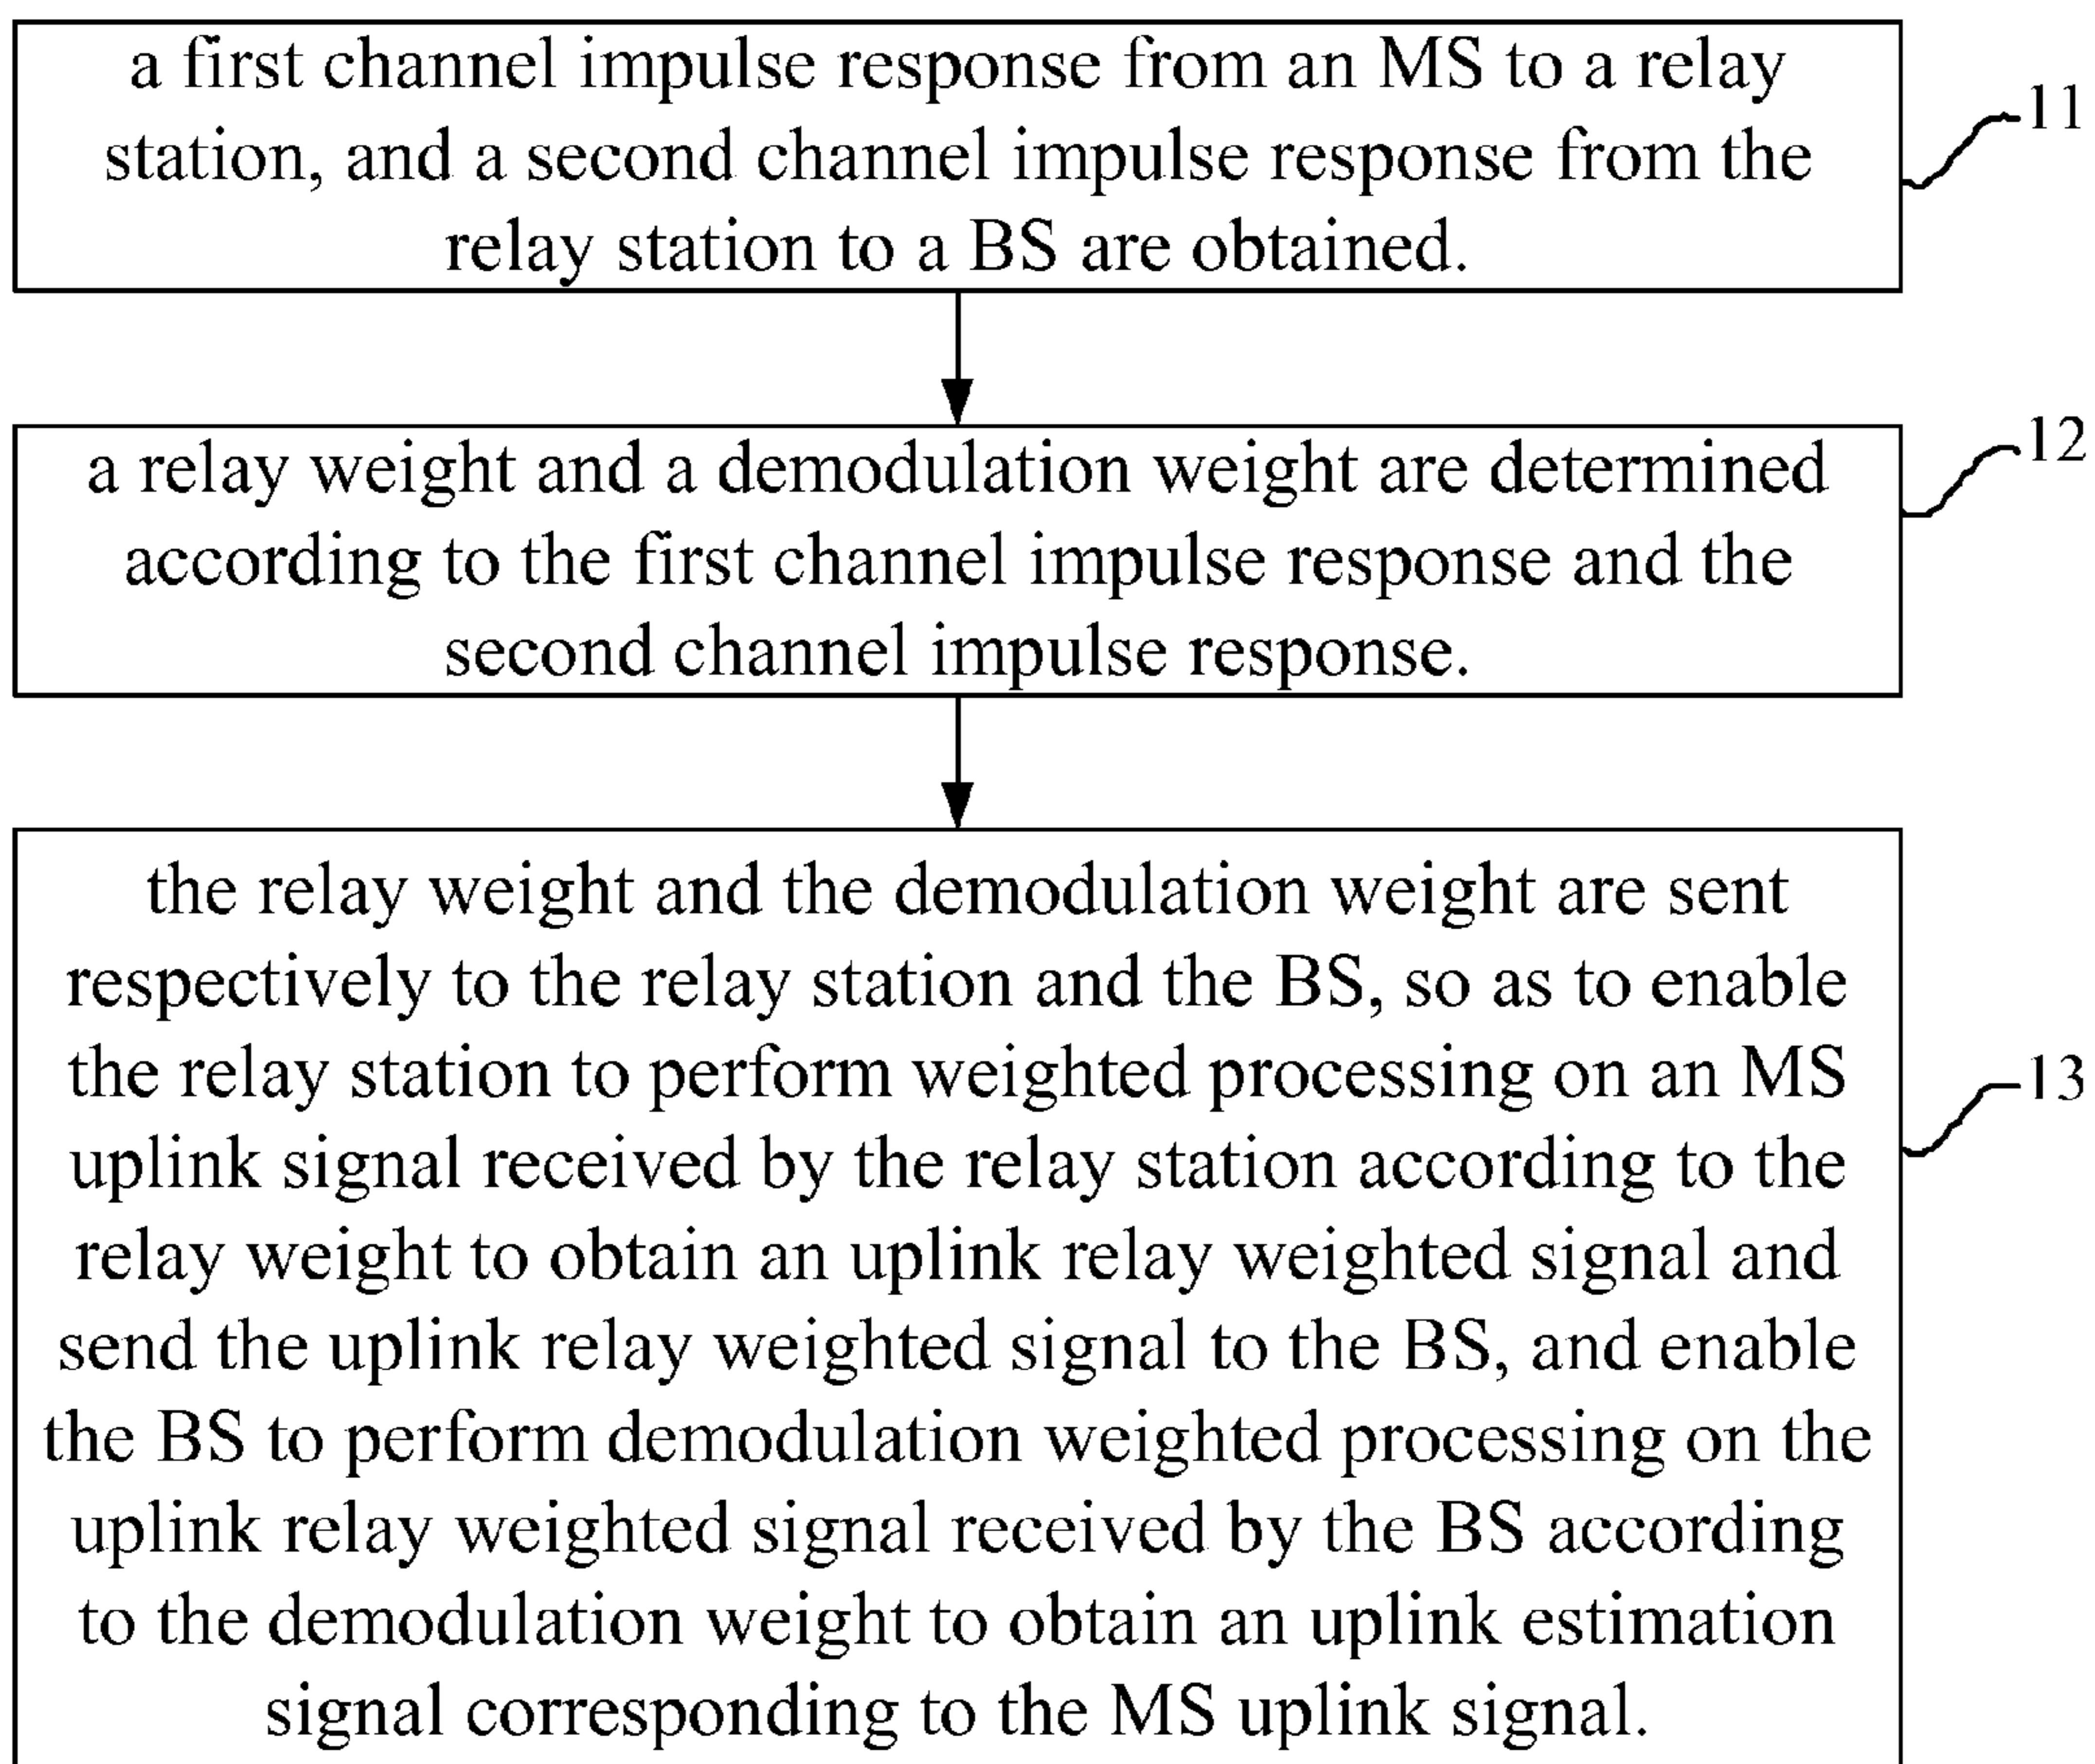 a first channel impulse response from an MS to a relay
station, and a second channel impulse response from the
relay station to a BS are obtained.
11
a relay weight and a demodulation weight are determined
according to the first channel impulse response and the
second channel impulse response.
12
the relay weight and the demodulation weight are sent
respectively to the relay station and the BS, so as to enable
the relay station to perform weighted processing on an MS
uplink signal received by the relay station according to the
relay weight to obtain an uplink relay weighted signal and
send the uplink relay weighted signal to the BS, and enable
the BS to perform demodulation weighted processing on the
uplink relay weighted signal received by the BS according
to the demodulation weight to obtain an uplink estimation
signal corresponding to the MS uplink signal.
13